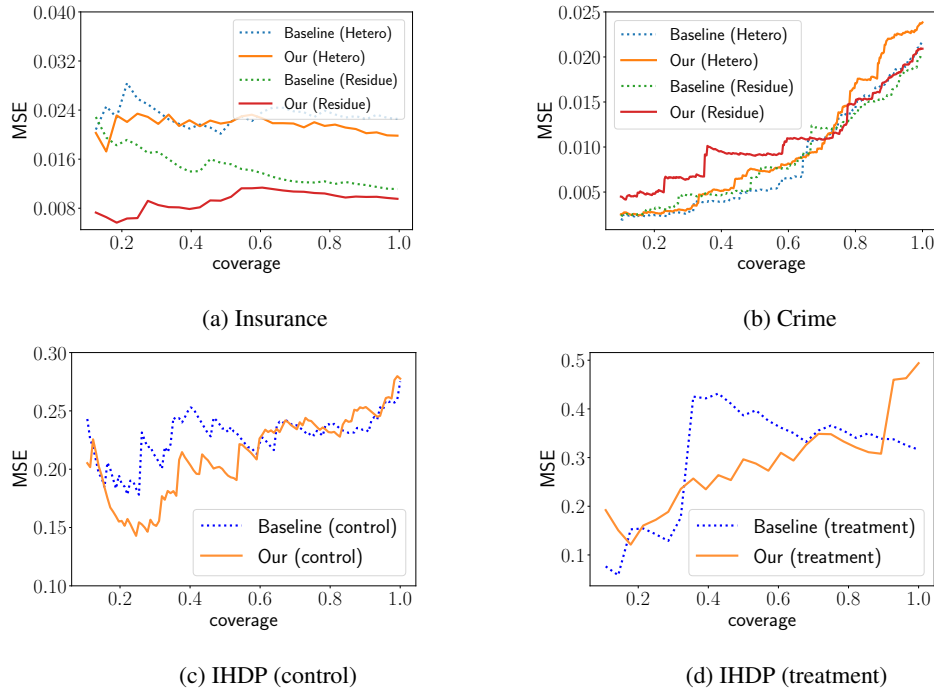 0.040
0.032
0.024
0.016
0.008
MSE
Baseline (Hetero)
Our (Hetero)
Baseline (Residue)
Our (Residue)
0.2 0.4 0.6 0.8 1.0
coverage
(a) Insurance
0.025
0.020
0.015
0.010
0.005
MSE
Baseline (Hetero)
Our (Hetero)
Baseline (Residue)
Our (Residue)
0.2 0.4 0.6 0.8 1.0
coverage
(b) Crime
0.30
0.25
0.20
0.15
0.10
MSE
Baseline (control)
Our (control)
0.2 0.4 0.6 0.8 1.0
coverage
(c) IHDP (control)
0.5
0.4
0.3
0.2
0.1
MSE
Baseline (treatment)
Our (treatment)
0.2 0.4 0.6 0.8 1.0
coverage
(d) IHDP (treatment)